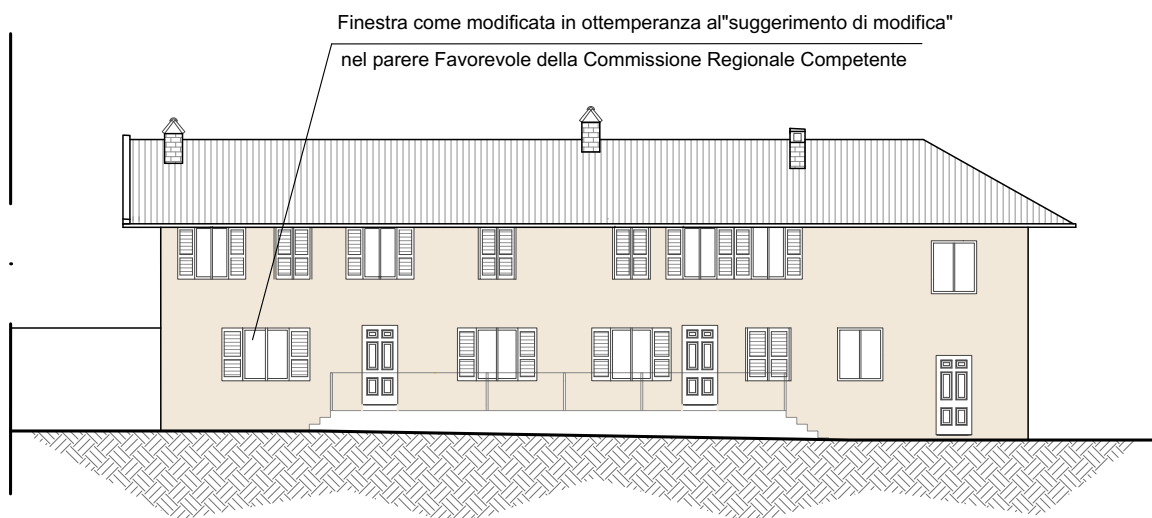 Finestra come modificata in ottemperanza al"suggerimento di modifica"
nel parere Favorevole della Commissione Regionale Competente